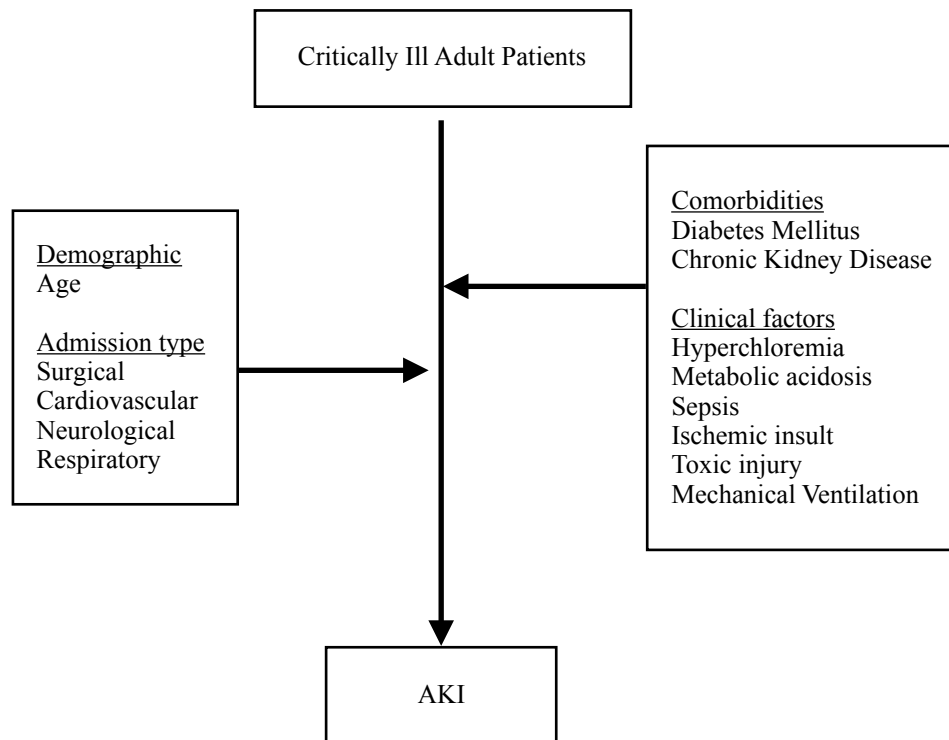 Critically Ill Adult Patients
Demographic
Age
Admission type
Surgical
Cardiovascular
Neurological
Respiratory
Comorbidities
Diabetes Mellitus
Chronic Kidney Disease
Clinical factors
Hyperchloremia
Metabolic acidosis
Sepsis
Ischemic insult
Toxic injury
Mechanical Ventilation
AKI